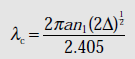 λc = 2πan1(2Δ)^1/2 / 2.405